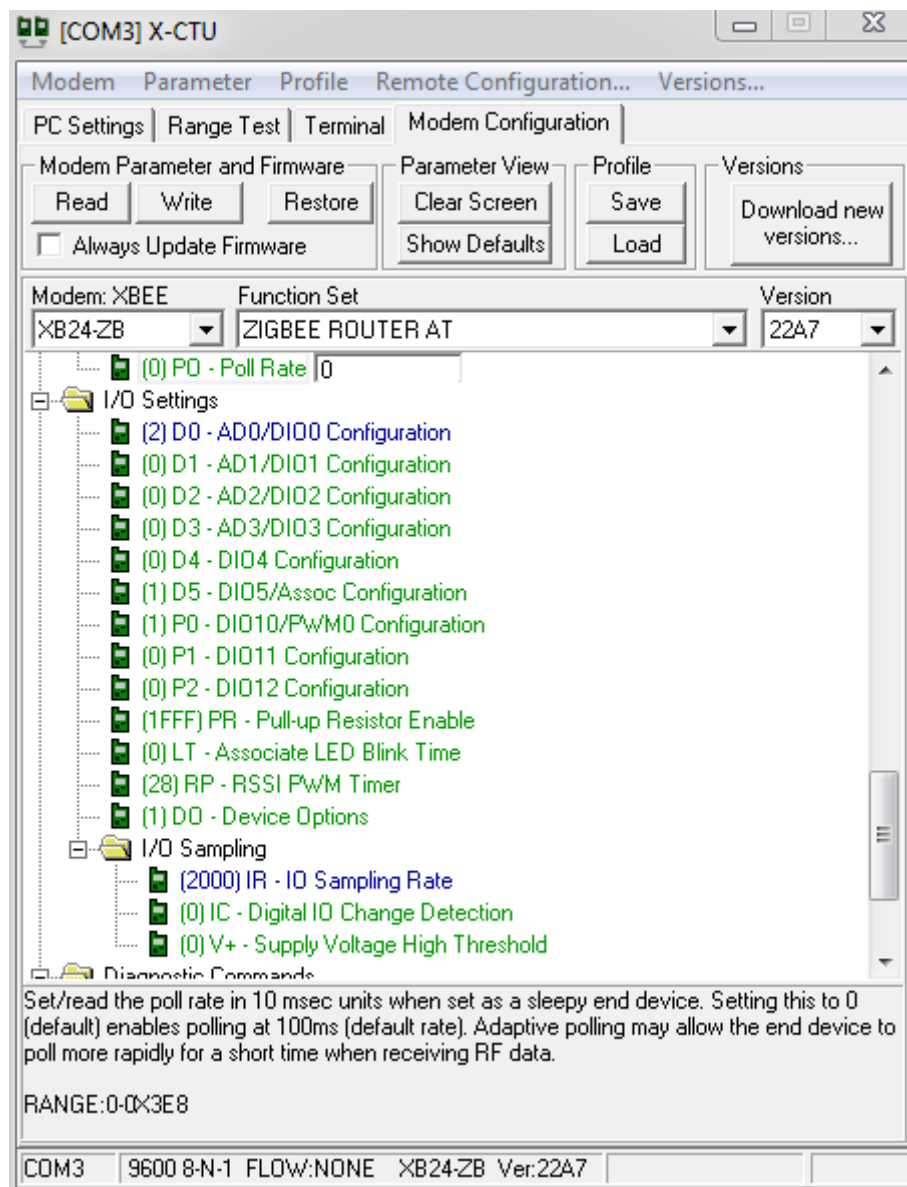 [COM3] X-CTU
Modem Parameter Profile Remote Configuration... Versions...
PC Settings Range Test Terminal Modem Configuration
Modem Parameter and Firmware Parameter View Profile Versions
Read Write Restore Clear Screen Save Download new versions...
Always Update Firmware Show Defaults Load
Modem: XBEE Function Set Version
XB24-ZB ZIGBEE ROUTER AT 22A7
(0) PO - Poll Rate 0
I/O Settings
(2) D0 - AD0/DIO0 Configuration
(0) D1 - AD1/DIO1 Configuration
(0) D2 - AD2/DIO2 Configuration
(0) D3 - AD3/DIO3 Configuration
(0) D4 - DIO4 Configuration
(1) D5 - DIO5/Assoc Configuration
(1) P0 - DIO10/PWM0 Configuration
(0) P1 - DIO11 Configuration
(0) P2 - DIO12 Configuration
(1FFF) PR - Pull-up Resistor Enable
(0) LT - Associate LED Blink Time
(28) RP - RSSI PWM Timer
(1) DO - Device Options
I/O Sampling
(2000) IR - IO Sampling Rate
(0) IC - Digital IO Change Detection
(0) V+ - Supply Voltage High Threshold
Diagnostic Commands
Set/read the poll rate in 10 msec units when set as a sleepy end device. Setting this to 0
(default) enables polling at 100ms (default rate). Adaptive polling may allow the end device to
poll more rapidly for a short time when receiving RF data.
RANGE:0-0X3E8
COM3 9600 8-N-1 FLOW:NONE XB24-ZB Ver:22A7